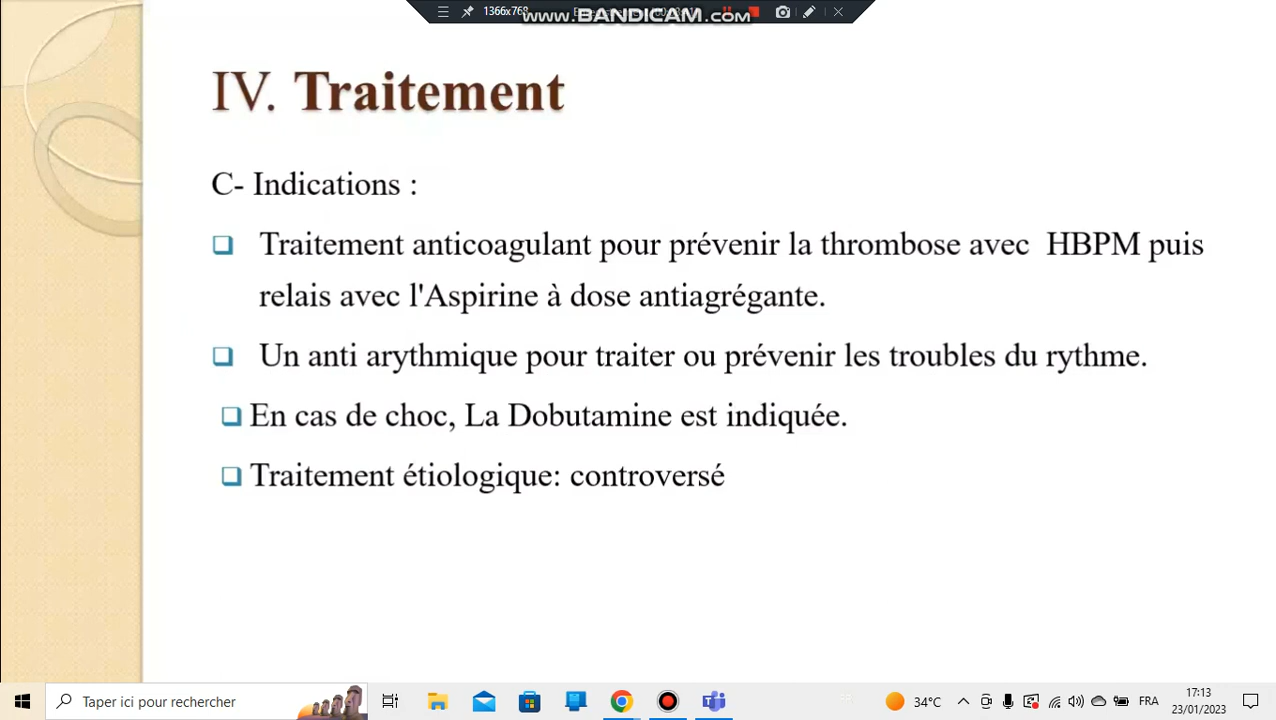 1366x768
www.BANDICAM.com
IV. Traitement
C- Indications :
Traitement anticoagulant pour prévenir la thrombose avec HBPM puis
relais avec l'Aspirine à dose antiagrégante.
Un anti arythmique pour traiter ou prévenir les troubles du rythme.
En cas de choc, La Dobutamine est indiquée.
Traitement étiologique: controversé
Taper ici pour rechercher
34°C
FRA
17:13
23/01/2023